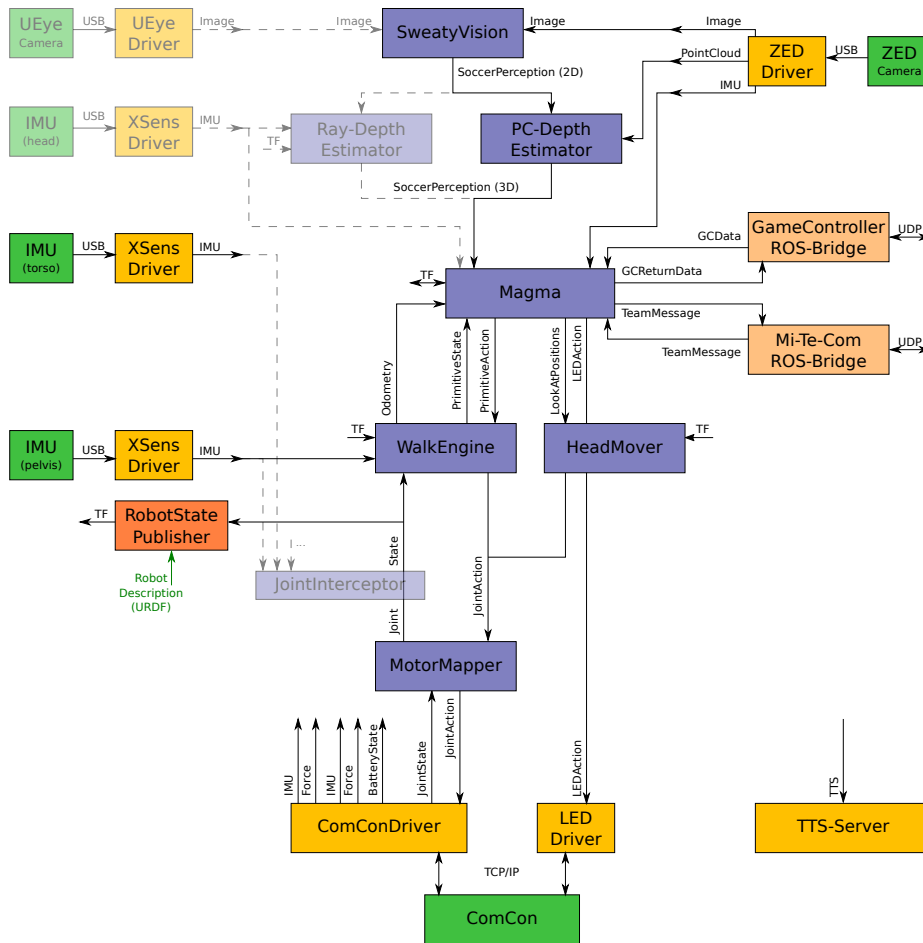 UEye
Camera
USB
UEye
Driver
Image
Image
SweatyVision
Image
Image
ZED
Driver
USB
ZED
Camera
PointCloud
IMU
SoccerPerception (2D)
IMU
(head)
USB
XSens
Driver
IMU
TF
Ray-Depth
Estimator
PC-Depth
Estimator
SoccerPerception (3D)
IMU
(torso)
USB
XSens
Driver
IMU
GameController
ROS-Bridge
UDP
GCData
GCReturnData
TF
Magma
TeamMessage
TeamMessage
Mi-Te-Com
ROS-Bridge
UDP
Odometry
PrimitiveState
PrimitiveAction
LookAtPositions
LEDAction
IMU
(pelvis)
USB
XSens
Driver
IMU
TF
WalkEngine
HeadMover
TF
TF
RobotState
Publisher
Robot
Description
(URDF)
...
JointInterceptor
State
Joint
JointAction
MotorMapper
IMU
Force
IMU
Force
BatteryState
JointState
JointAction
LEDAction
TTS
ComConDriver
LED
Driver
TTS-Server
TCP/IP
ComCon